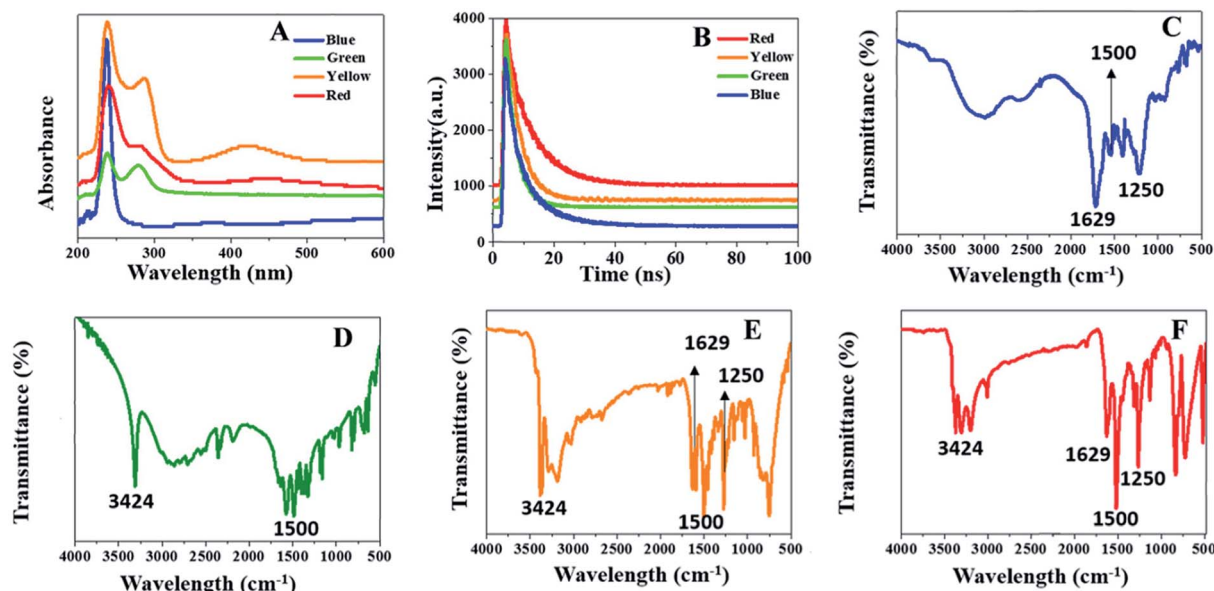 A
Blue
Green
Yellow
Red
Absorbance
200 300 400 500 600
Wavelength (nm)
B
Red
Yellow
Green
Blue
Intensity(a.u.)
4000
3000
2000
1000
0
0 20 40 60 80 100
Time (ns)
C
1500
1629
1250
Transmittance (%)
4000 3500 3000 2500 2000 1500 1000 500
Wavelength (cm-1)
D
3424
1500
Transmittance (%)
4000 3500 3000 2500 2000 1500 1000 500
Wavelength (cm-1)
E
1629
1250
3424
1500
Transmittance (%)
4000 3500 3000 2500 2000 1500 1000 500
Wavelength (cm-1)
F
3424
1629
1250
1500
Transmittance (%)
4000 3500 3000 2500 2000 1500 1000 500
Wavelength (cm-1)